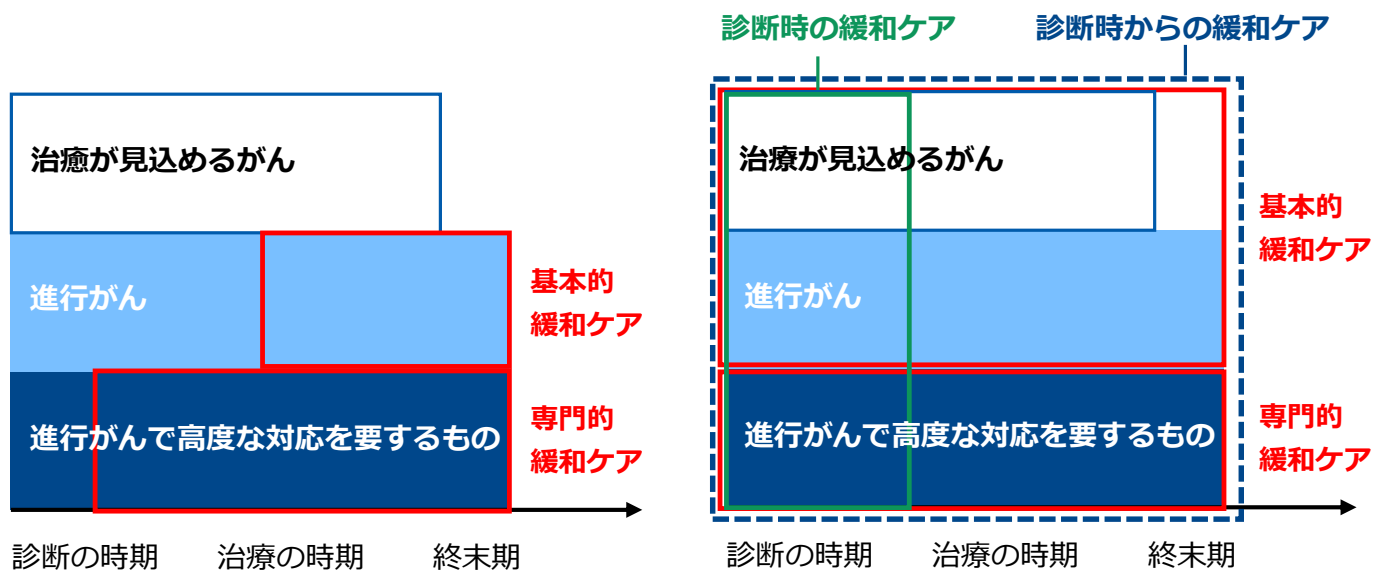 診断時の緩和ケア
診断時からの緩和ケア
治癒が見込めるがん
進行がん
進行がんで高度な対応を要するもの
基本的
緩和ケア
専門的
緩和ケア
診断の時期
治療の時期
終末期
治療が見込めるがん
進行がん
進行がんで高度な対応を要するもの
基本的
緩和ケア
専門的
緩和ケア
診断の時期
治療の時期
終末期